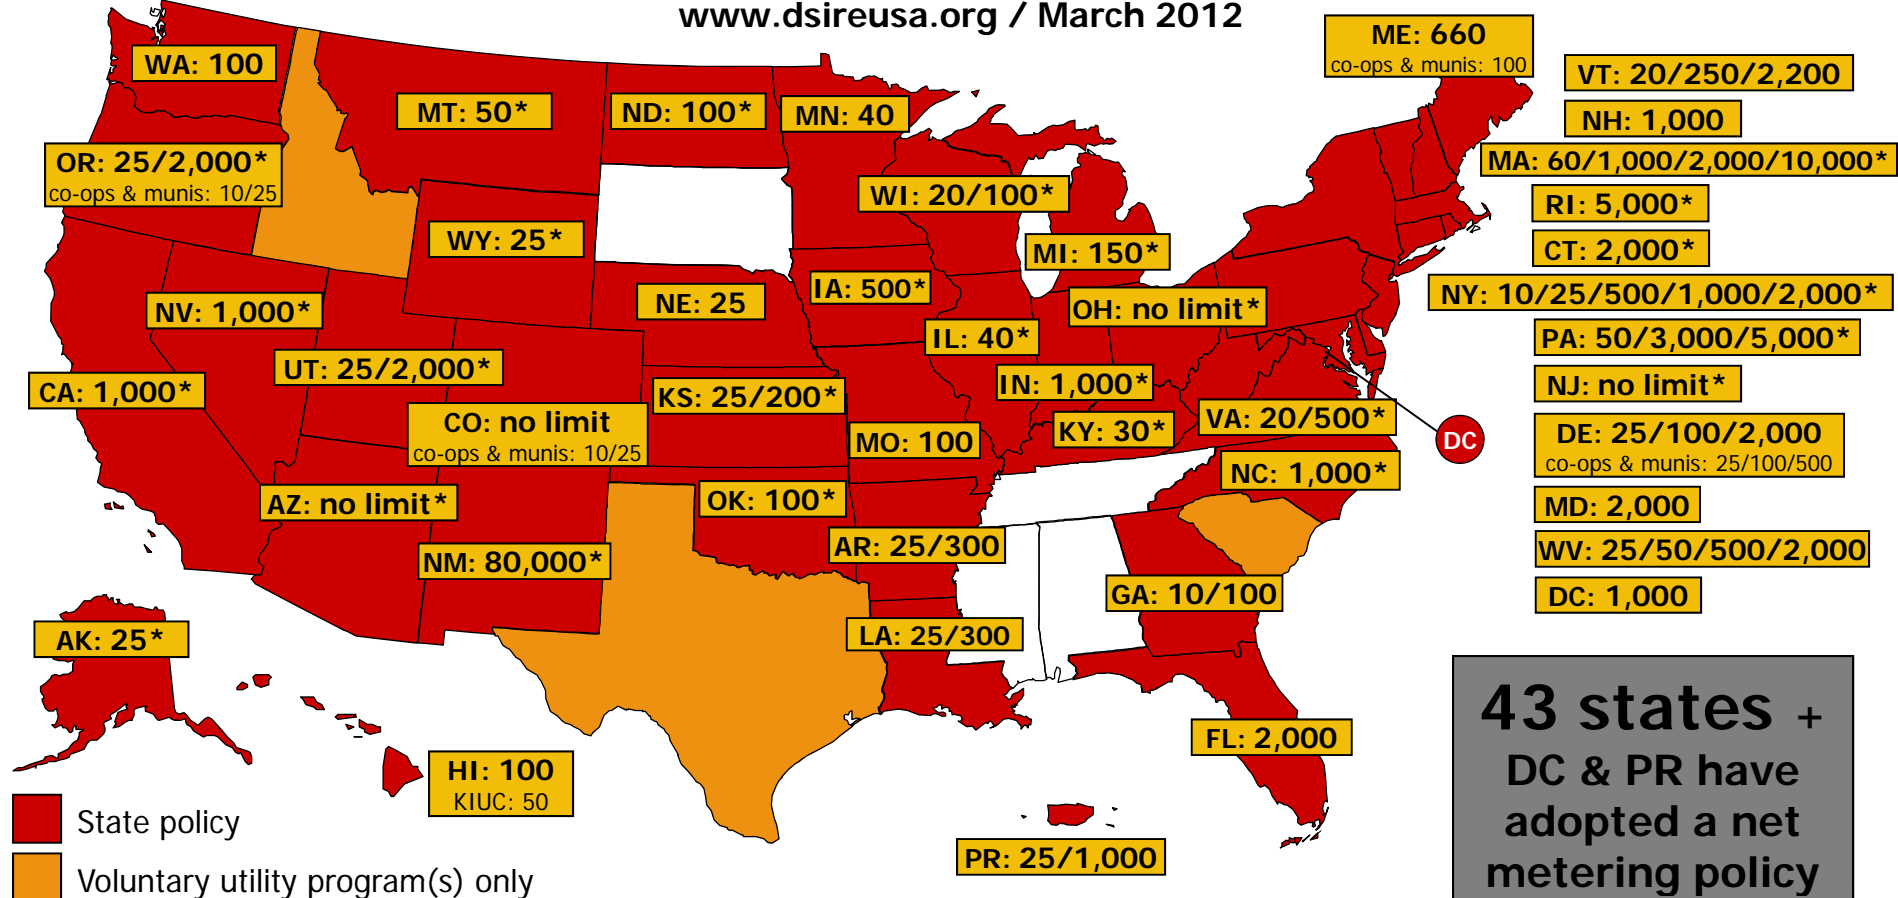 www.dsireusa.org / March 2012
ME: 660
co-ops & munis: 100
WA: 100
VT: 20/250/2,200
MT: 50*
ND: 100*
MN: 40
NH: 1,000
OR: 25/2,000*
co-ops & munis: 10/25
MA: 60/1,000/2,000/10,000*
WI: 20/100*
RI: 5,000*
WY: 25*
MI: 150*
CT: 2,000*
NV: 1,000*
NE: 25
IA: 500*
OH: no limit*
NY: 10/25/500/1,000/2,000*
IL: 40*
PA: 50/3,000/5,000*
UT: 25/2,000*
CA: 1,000*
KS: 25/200*
IN: 1,000*
NJ: no limit*
CO: no limit
co-ops & munis: 10/25
MO: 100
KY: 30*
VA: 20/500*
DC
DE: 25/100/2,000
co-ops & munis: 25/100/500
NC: 1,000*
AZ: no limit*
OK: 100*
MD: 2,000
NM: 80,000*
AR: 25/300
WV: 25/50/500/2,000
GA: 10/100
DC: 1,000
AK: 25*
LA: 25/300
FL: 2,000
HI: 100
KIUC: 50
PR: 25/1,000
State policy
Voluntary utility program(s) only
43 states +
DC & PR have
adopted a net
metering policy